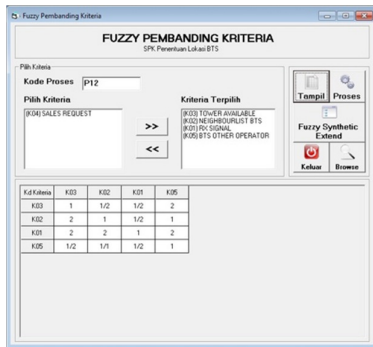 Fuzzy Pembanding Kriteria
FUZZY PEMBANDING KRITERIA
SPK Penentuan Lokasi BTS
Pilih Kriteria
Kode Proses P12
Pilih Kriteria
(K04) SALES REQUEST
>>
<<
Kriteria Terpilih
(K03) TOWER AVAILABLE
(K02) NEIGHBOURLIST BTS
(K01) RX SIGNAL
(K05) BTS OTHER OPERATOR
Tampil Proses
Fuzzy Synthetic
Extend
Keluar Browse
Kd Kriteria K03 K02 K01 K05
K03 1 1/2 1/2 2
K02 2 1 1/2 1
K01 2 2 1 2
K05 1/2 1/1 1/2 1